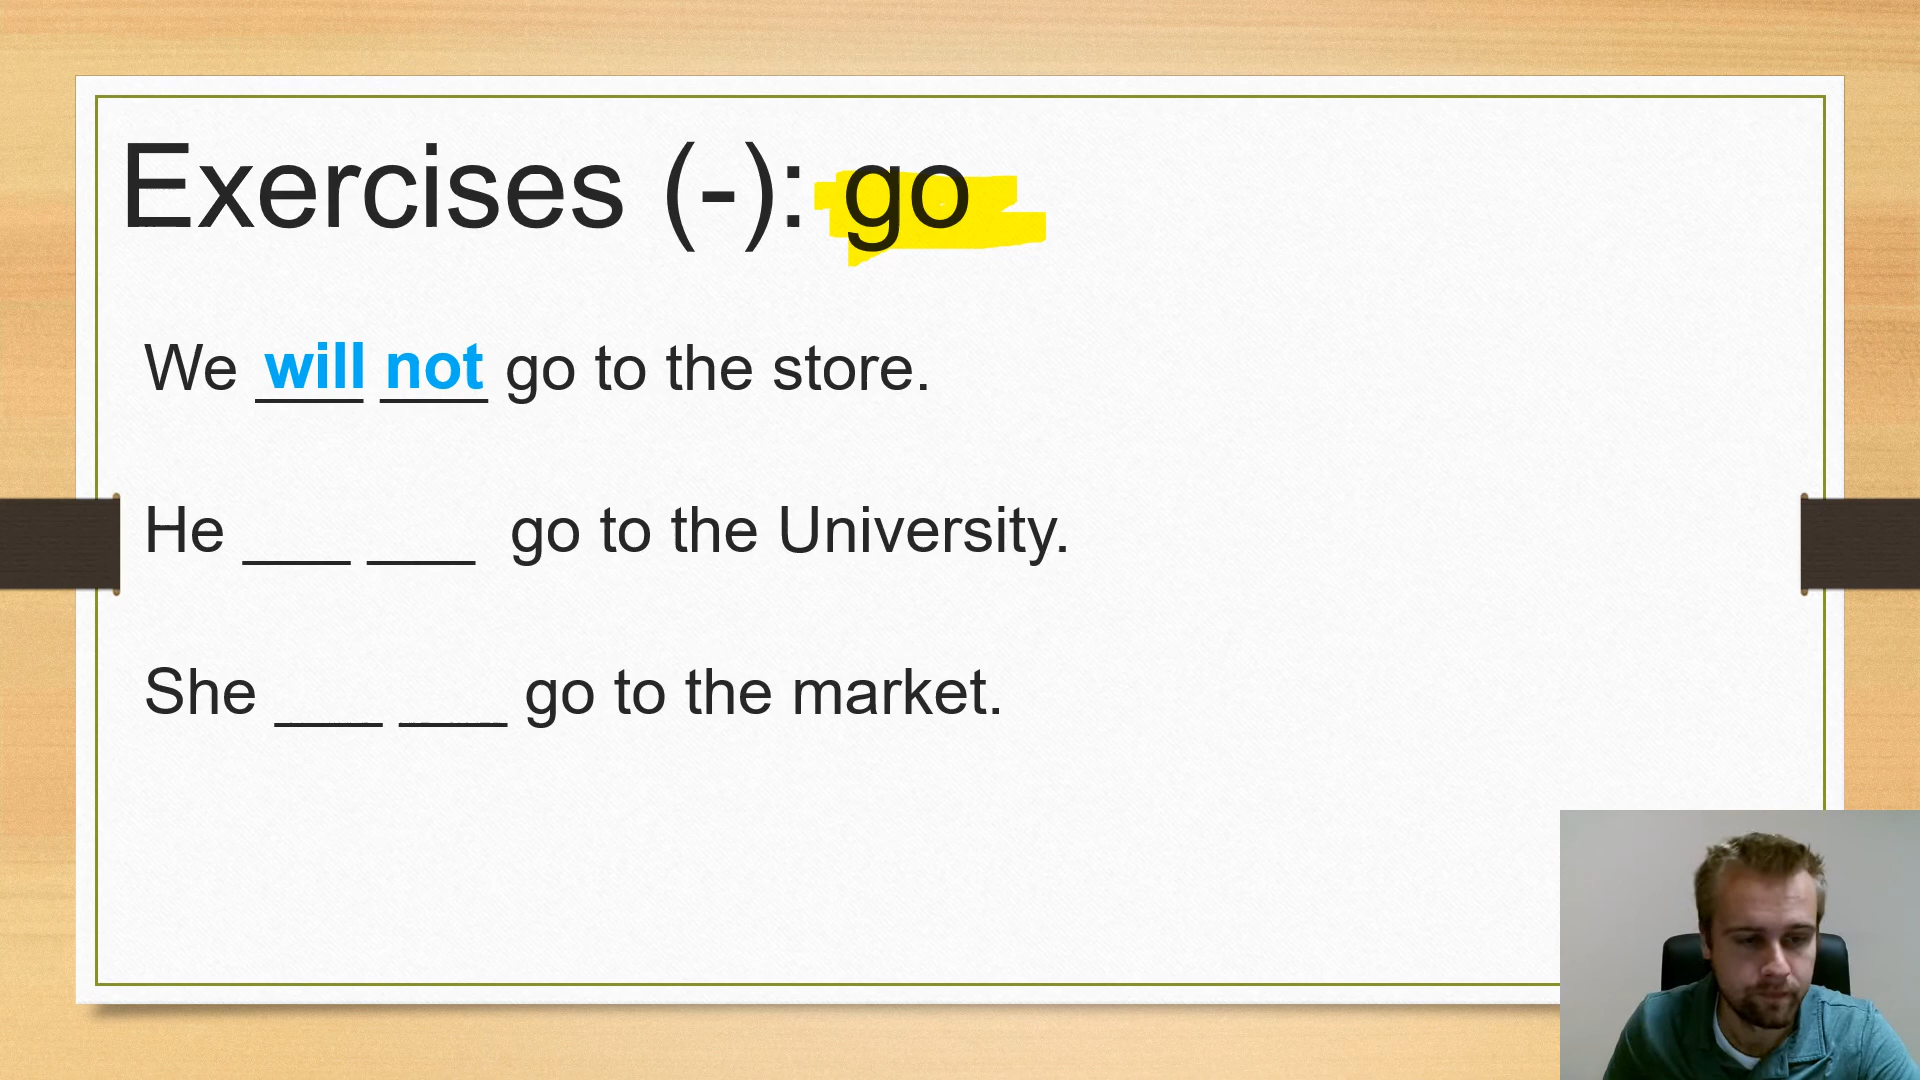 Exercises (-): go
We will not go to the store.
He ___ ___ go to the University.
She ___ ___ go to the market.